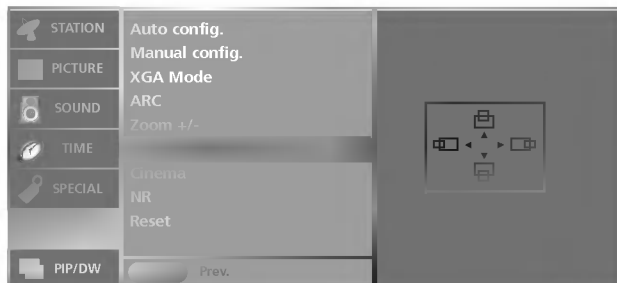 STATION
PICTURE
SOUND
TIME
SPECIAL
PIP/DW
Auto config.
Manual config.
XGA Mode
ARC
Zoom +/-
Cinema
NR
Reset
Prev.